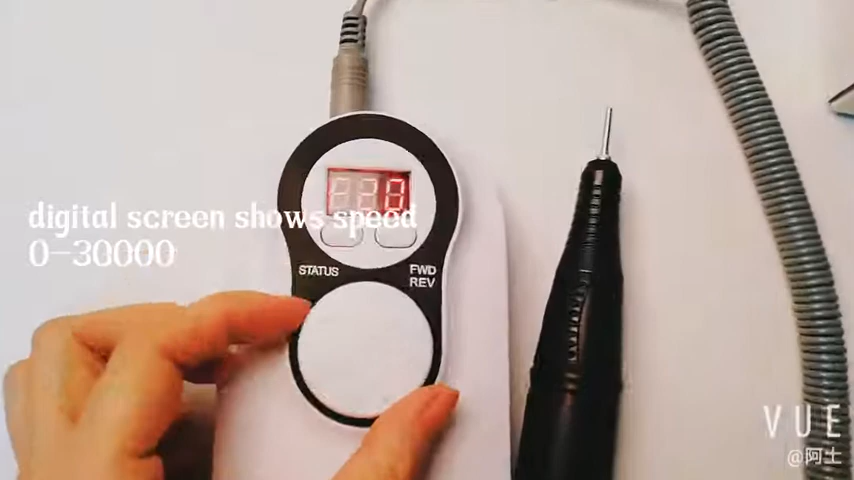 digital screen shows speed
0-30000
STATUS
FWD
REV
VUE
@阿土